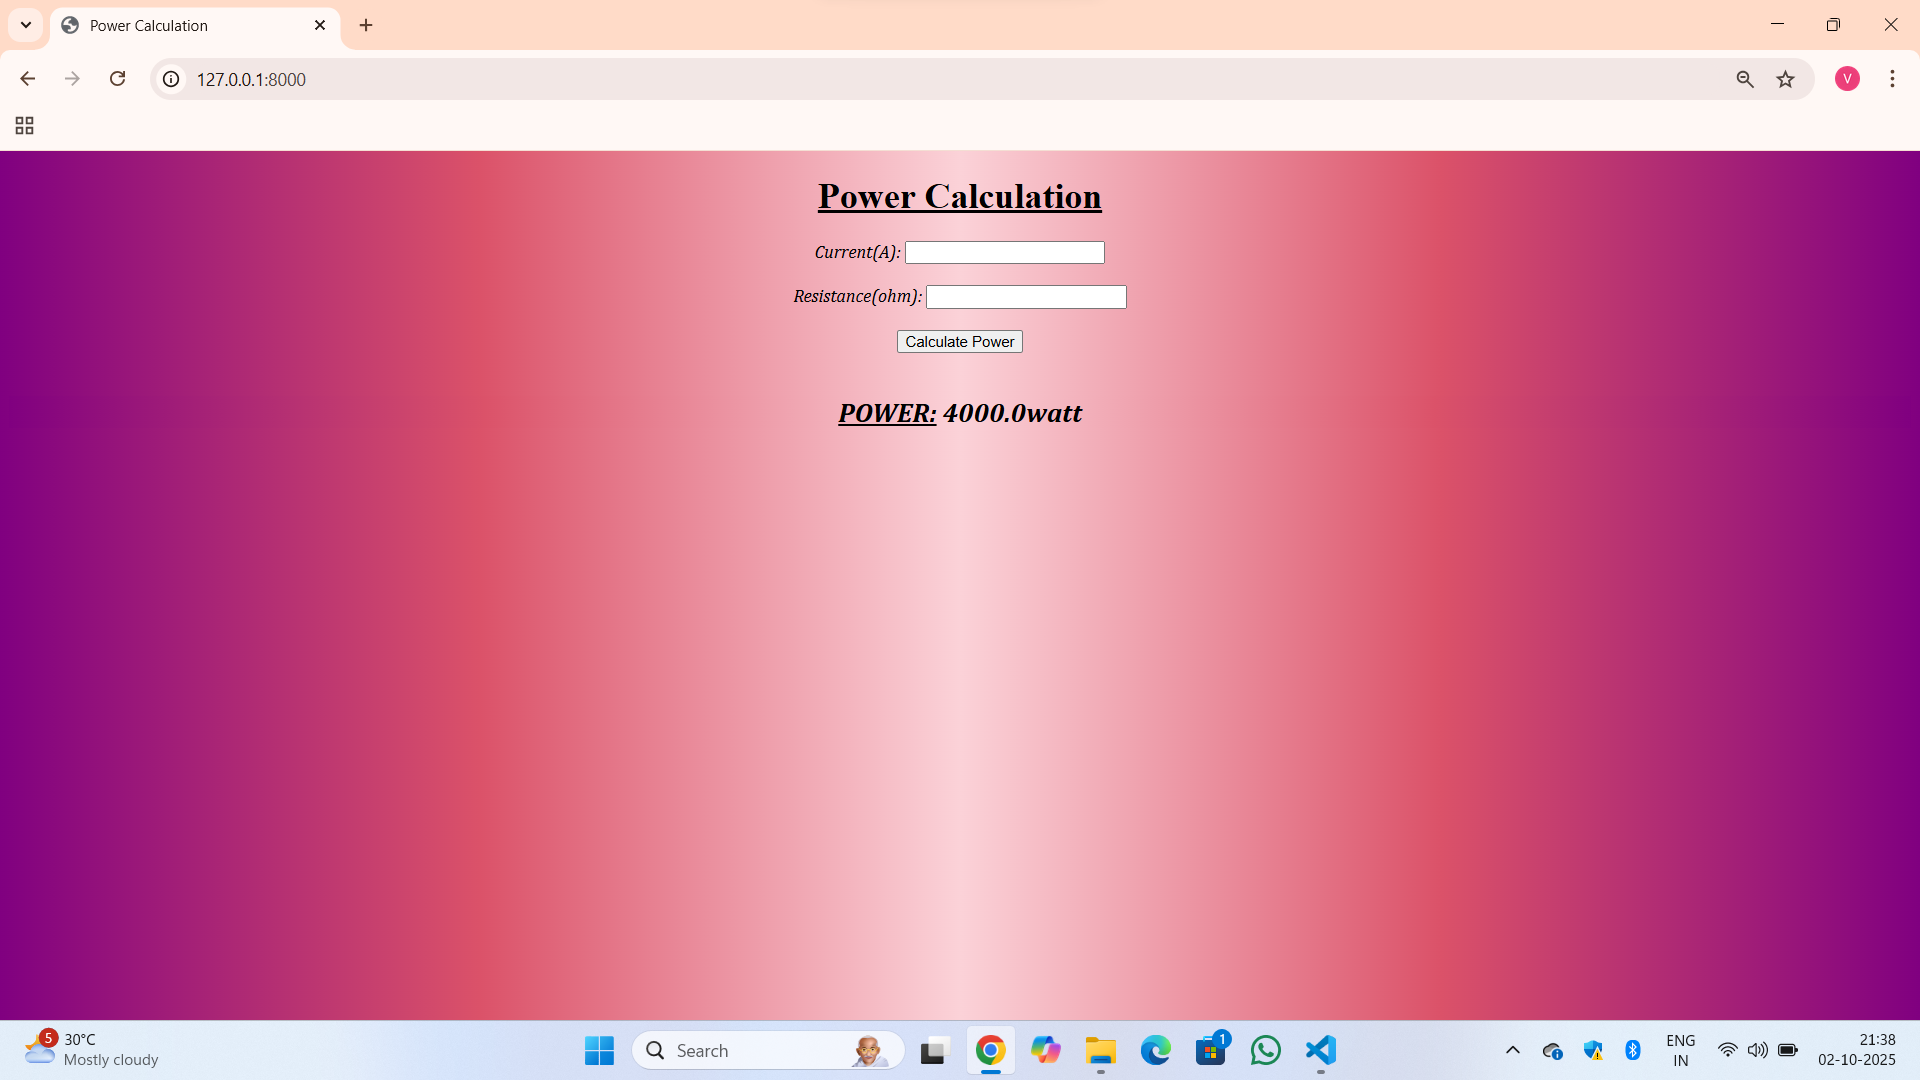 Power Calculation
127.0.0.1:8000
V
Power Calculation
Current(A):
Resistance(ohm):
Calculate Power
POWER: 4000.0watt
5
30°C
Mostly cloudy
Search
1
ENG
IN
21:38
02-10-2025